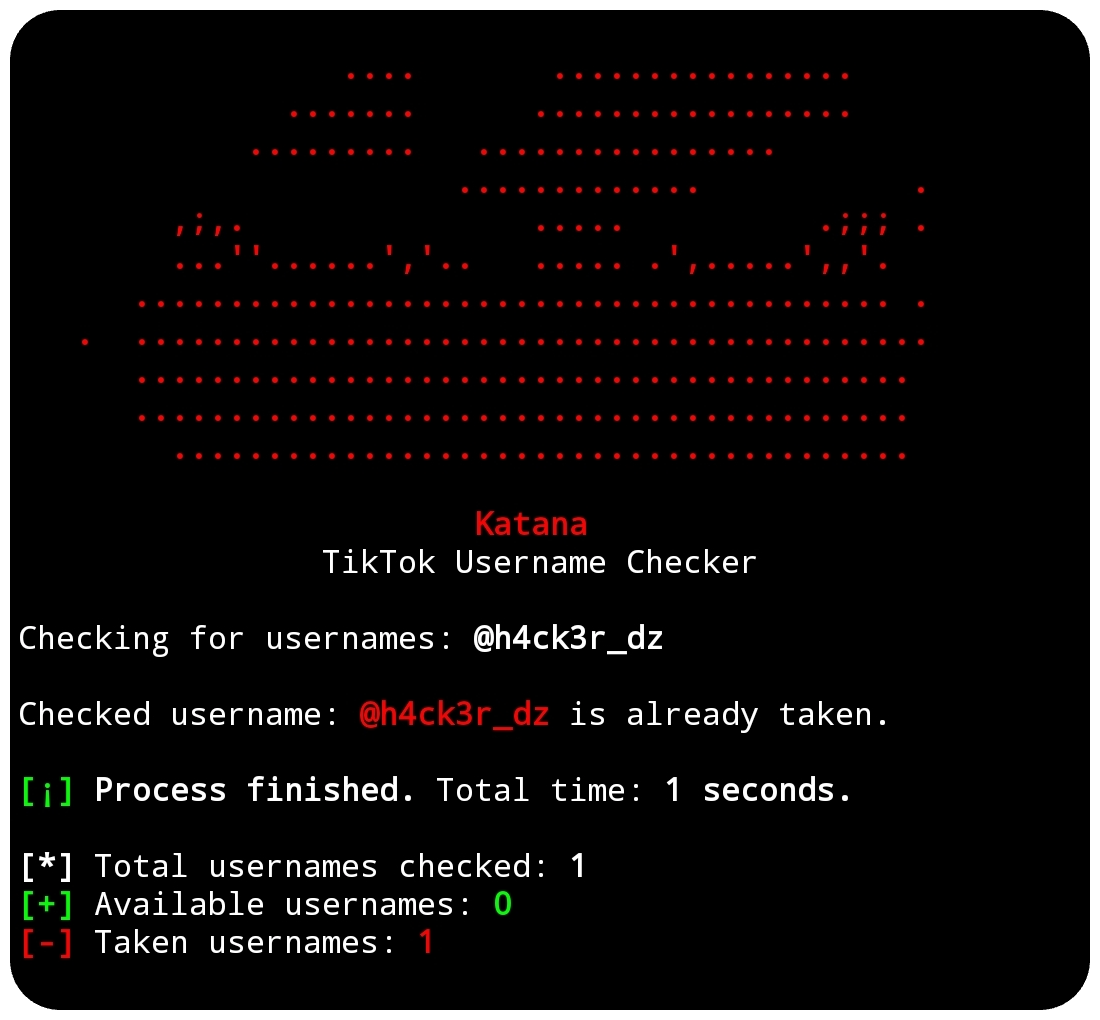 Katana
TikTok Username Checker
Checking for usernames: @h4ck3r_dz
Checked username: @h4ck3r_dz is already taken.
[¡] Process finished. Total time: 1 seconds.
[*] Total usernames checked: 1
[+] Available usernames: 0
[-] Taken usernames: 1